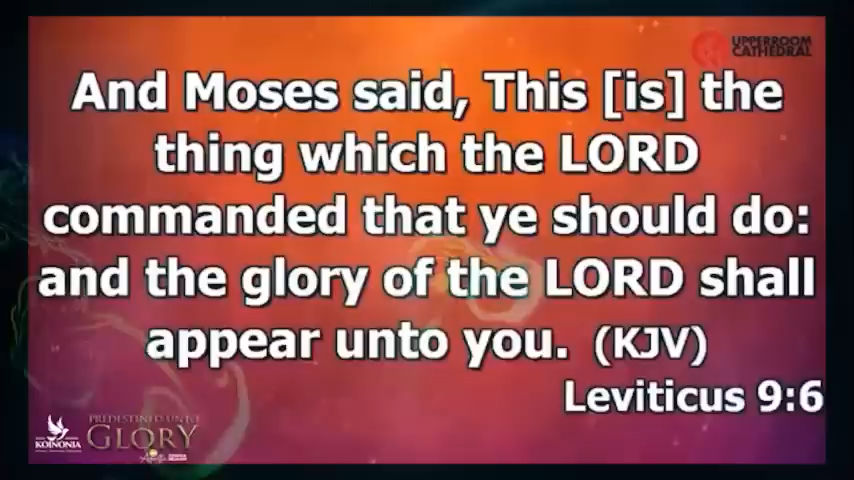 UPPERROOM
CATHEDRAL
And Moses said, This [is] the
thing which the LORD
commanded that ye should do:
and the glory of the LORD shall
appear unto you. (KJV)
Leviticus 9:6
KOINONIA
PREDESTINED UNTO
GLORY